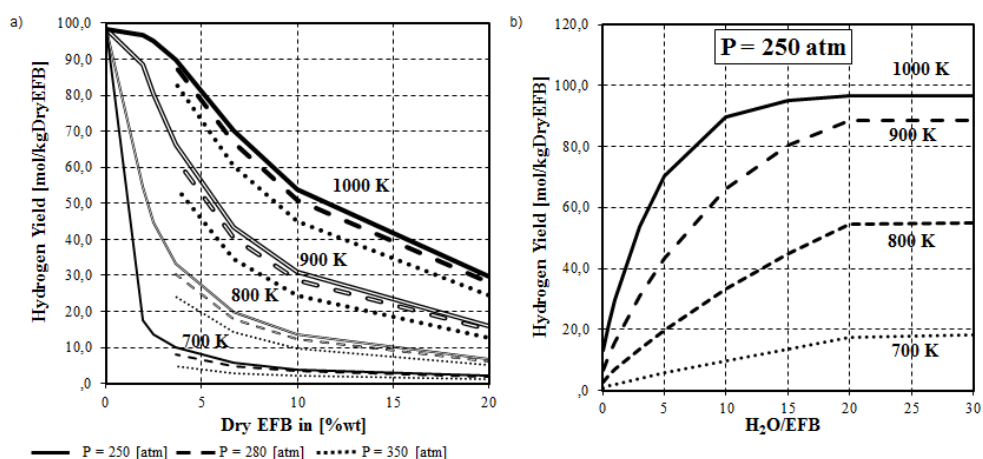 a)
Hydrogen Yield [mol/kgDryEFB]
100,0
90,0
80,0
70,0
60,0
50,0
40,0
30,0
20,0
10,0
,0
1000 K
900 K
800 K
700 K
0 5 10 15 20
Dry EFB in [%wt]
P = 250 [atm] P = 280 [atm] P = 350 [atm]
b)
Hydrogen Yield [mol/kgDryEFB]
120,0
100,0
80,0
60,0
40,0
20,0
,0
P = 250 atm
1000 K
900 K
800 K
700 K
0 5 10 15 20 25 30
H₂O/EFB